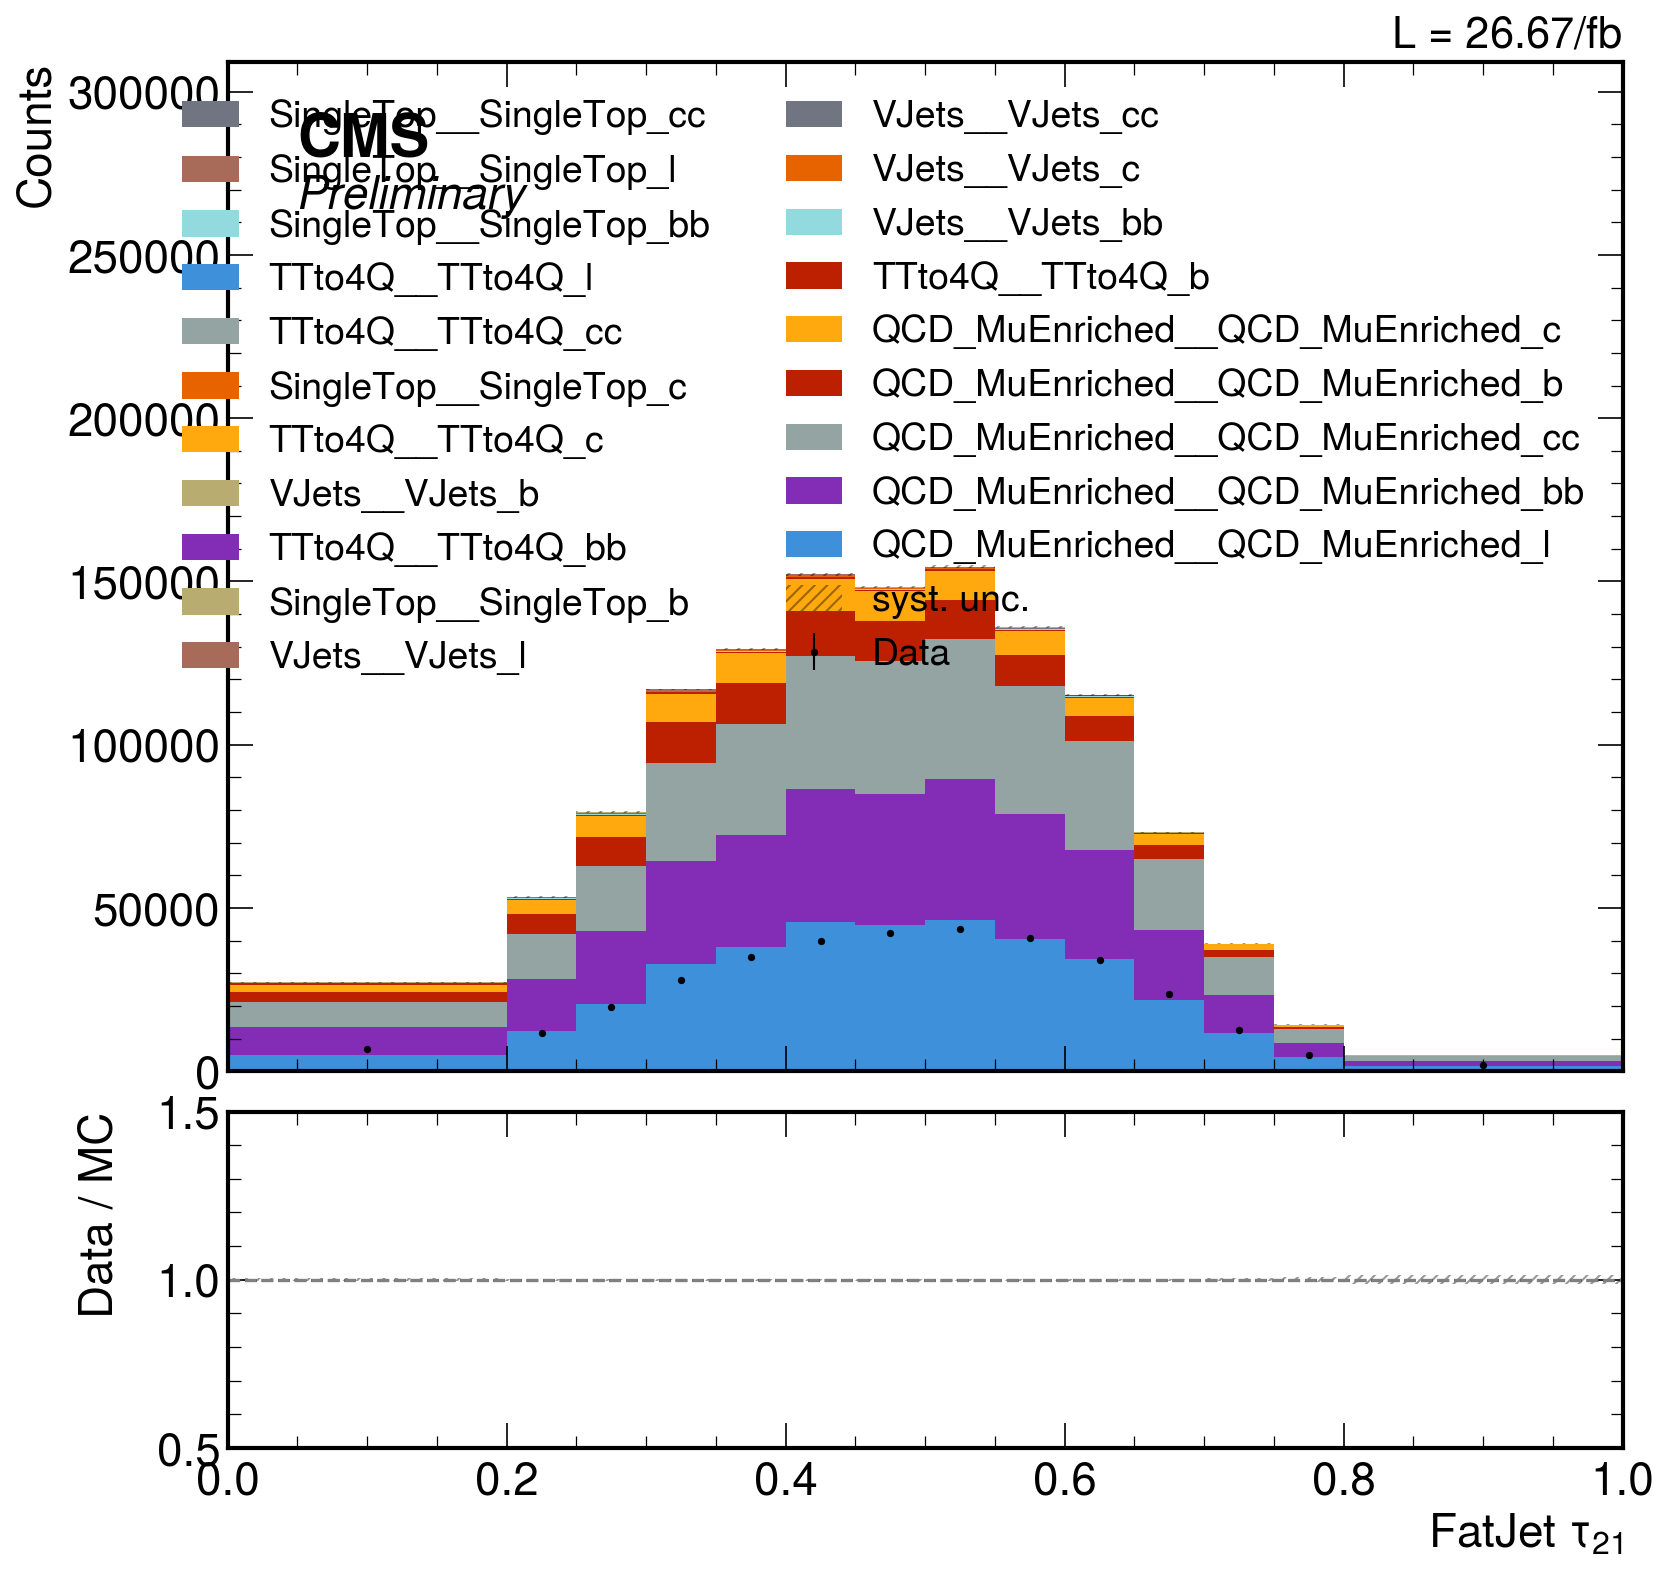 L = 26.67/fb
Counts
300000
250000
200000
150000
100000
50000
0
CMS
Preliminary
SingleTop__SingleTop_cc
SingleTop__SingleTop_l
SingleTop__SingleTop_bb
TTto4Q__TTto4Q_l
TTto4Q__TTto4Q_cc
SingleTop__SingleTop_c
TTto4Q__TTto4Q_c
VJets__VJets_b
TTto4Q__TTto4Q_bb
SingleTop__SingleTop_b
VJets__VJets_l
VJets__VJets_cc
VJets__VJets_c
VJets__VJets_bb
TTto4Q__TTto4Q_b
QCD_MuEnriched__QCD_MuEnriched_c
QCD_MuEnriched__QCD_MuEnriched_b
QCD_MuEnriched__QCD_MuEnriched_cc
QCD_MuEnriched__QCD_MuEnriched_bb
QCD_MuEnriched__QCD_MuEnriched_l
syst. unc.
Data
Data / MC
1.5
1.0
0.5
0.0 0.2 0.4 0.6 0.8 1.0
FatJet τ₂₁